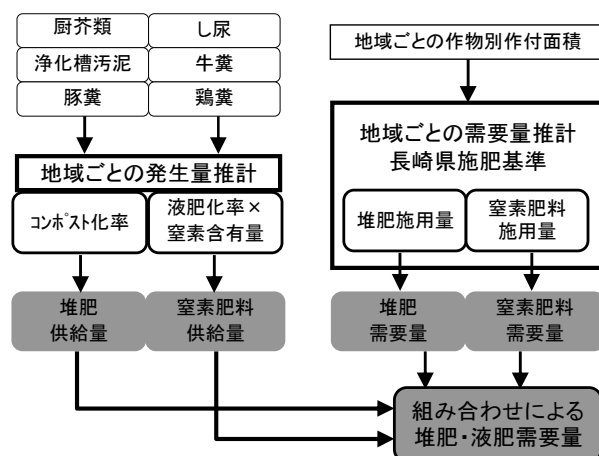 厨芥類
し尿
浄化槽汚泥
牛糞
豚糞
鶏糞
地域ごとの発生量推計
コンポスト化率
液肥化率×
窒素含有量
堆肥
供給量
窒素肥料
供給量
地域ごとの作物別作付面積
地域ごとの需要量推計
長崎県施肥基準
堆肥施用量
窒素肥料
施用量
堆肥
需要量
窒素肥料
需要量
組み合わせによる
堆肥・液肥需要量